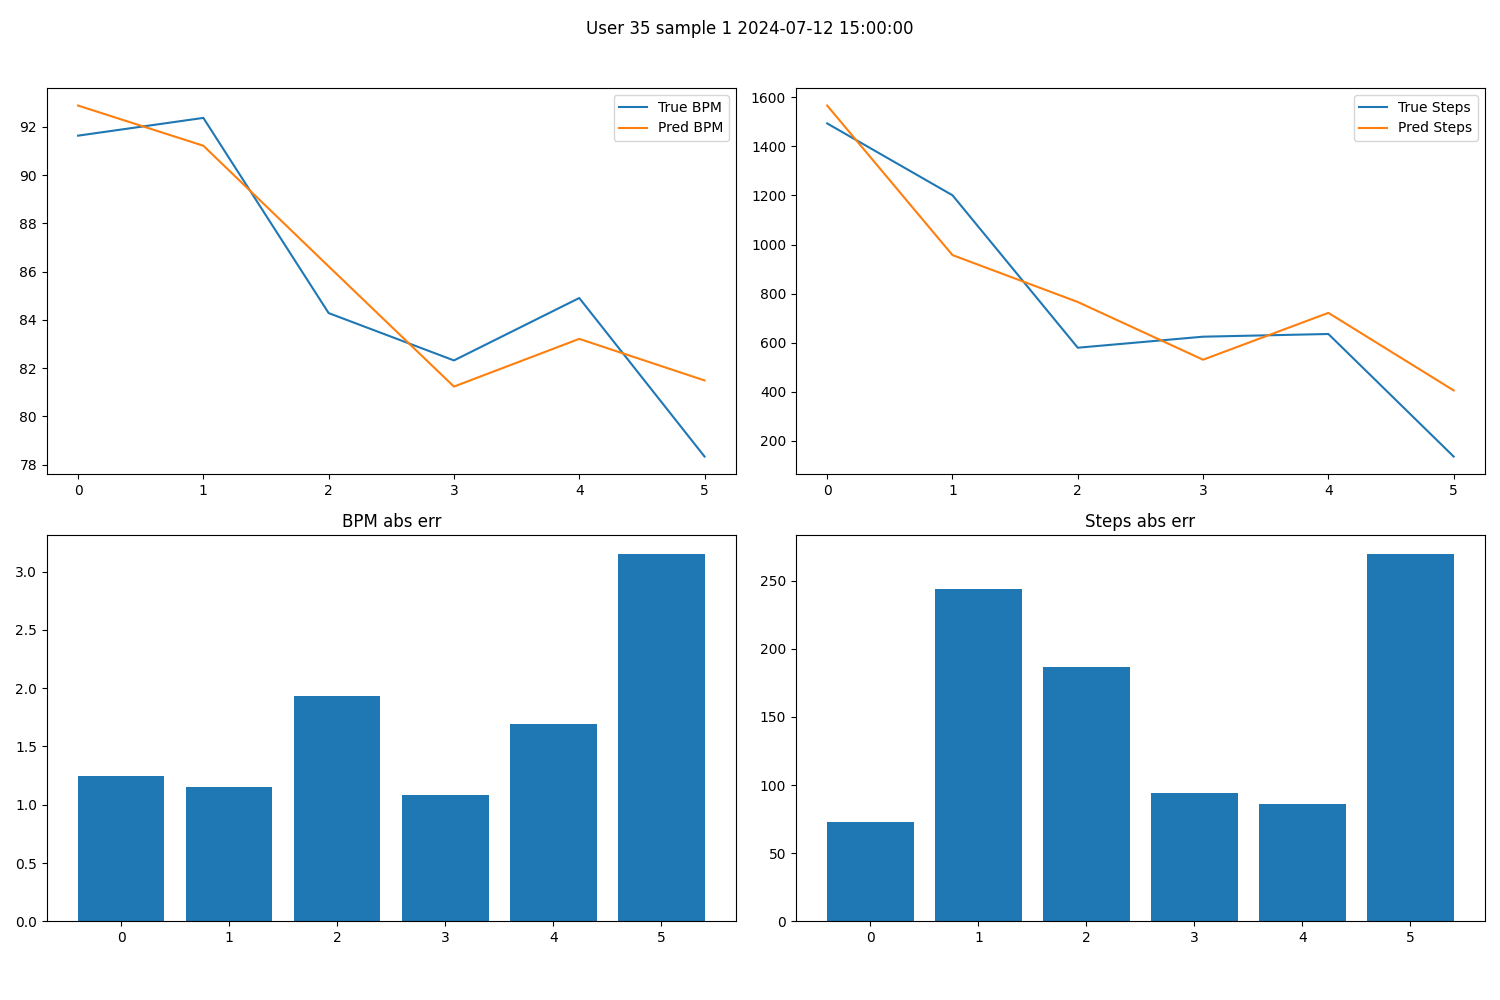 User 35 sample 1 2024-07-12 15:00:00
True BPM
Pred BPM
92
90
88
86
84
82
80
78
0 1 2 3 4 5
True Steps
Pred Steps
1600
1400
1200
1000
800
600
400
200
0 1 2 3 4 5
BPM abs err
3.0
2.5
2.0
1.5
1.0
0.5
0.0
0 1 2 3 4 5
Steps abs err
250
200
150
100
50
0
0 1 2 3 4 5